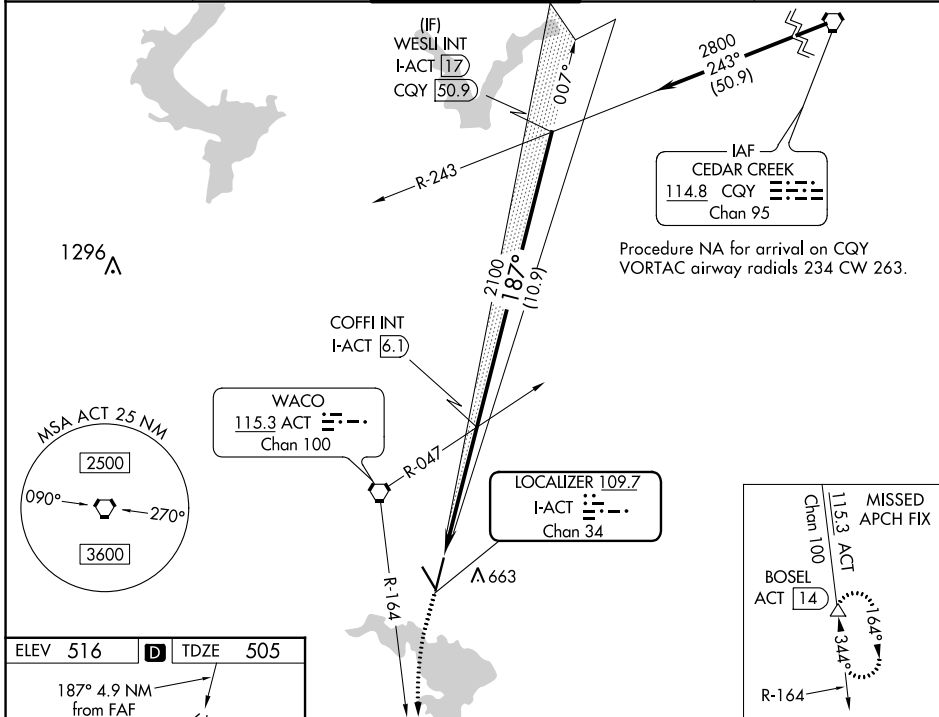 (IF)
WESLI INT
I-ACT 17
CQY 50.9
007°
2800
243°
(50.9)
IAF
CEDAR CREEK
114.8 CQY
Chan 95
R-243
Procedure NA for arrival on CQY
VORTAC airway radials 234 CW 263.
1296
2100
187°
(10.9)
COFFI INT
I-ACT 6.1
WACO
115.3 ACT
Chan 100
R-047
MSA ACT 25 NM
2500
090°
270°
3600
LOCALIZER 109.7
I-ACT
Chan 34
663
R-164
MISSED
APCH FIX
115.3 ACT
Chan 100
BOSEL
ACT 14
164°
344°
R-164
ELEV 516 D TDZE 505
187° 4.9 NM
from FAF